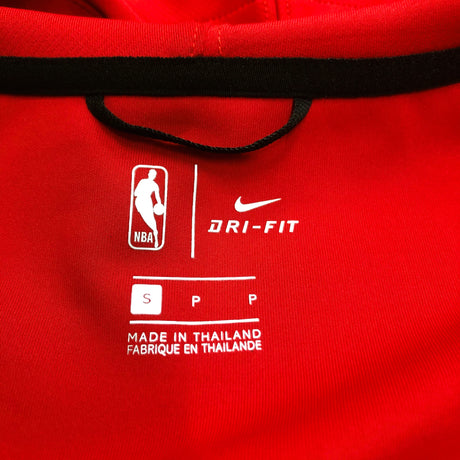 NBA
DRI-FIT
S P P
MADE IN THAILAND
FABRIQUE EN THAILANDE